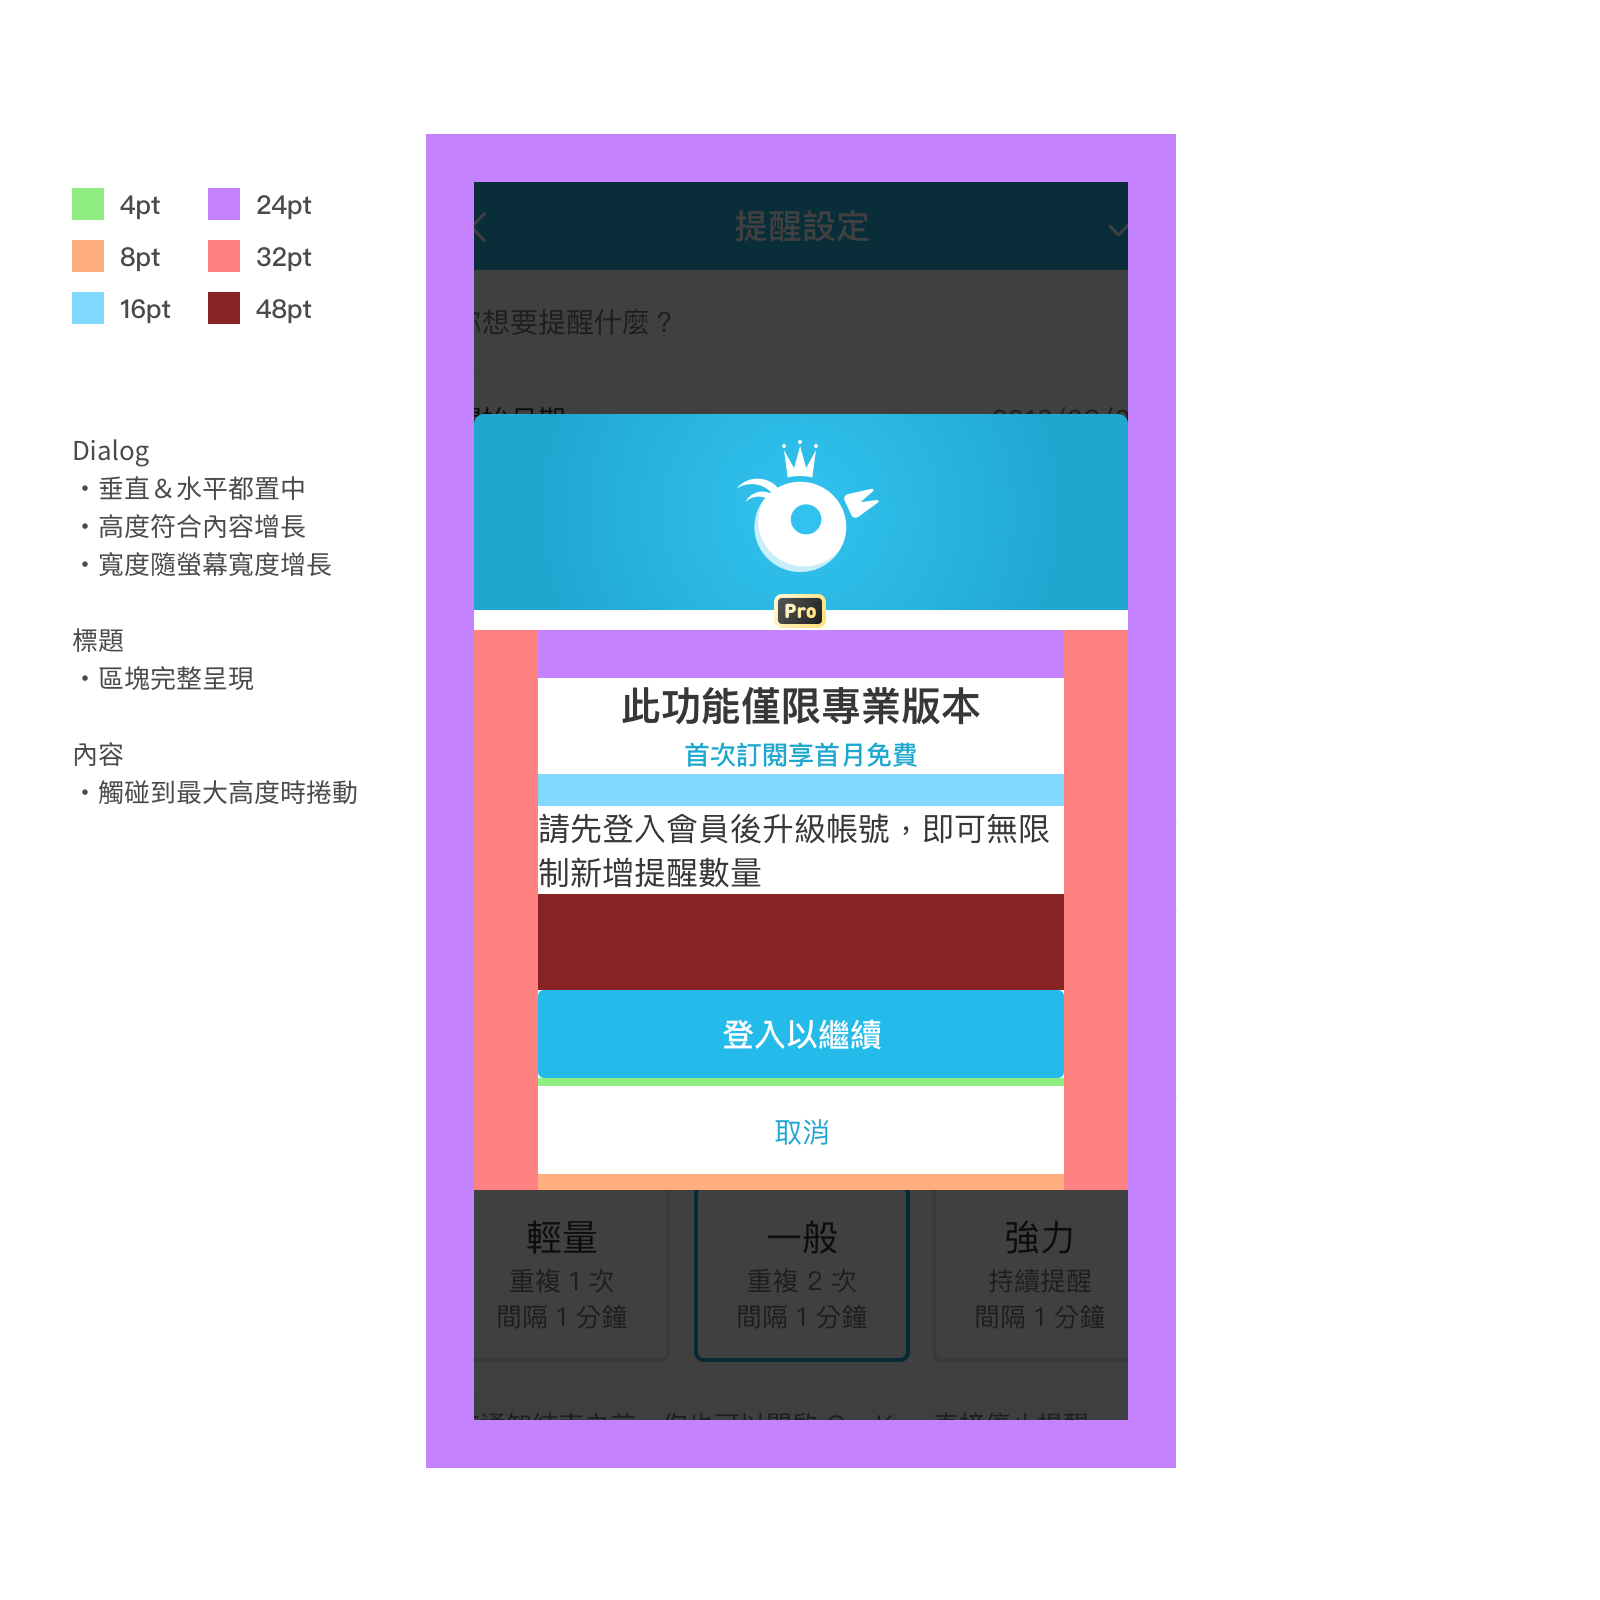 4pt
24pt
8pt
32pt
16pt
48pt
Dialog
・垂直＆水平都置中
・高度符合內容增長
・寬度隨螢幕寬度增長
標題
・區塊完整呈現
內容
・觸碰到最大高度時捲動
提醒設定
你想要提醒什麼？
Pro
此功能僅限專業版本
首次訂閱享首月免費
請先登入會員後升級帳號，即可無限
制新增提醒數量
登入以繼續
取消
輕量
重複 1 次
間隔 1 分鐘
一般
重複 2 次
間隔 1 分鐘
強力
持續提醒
間隔 1 分鐘